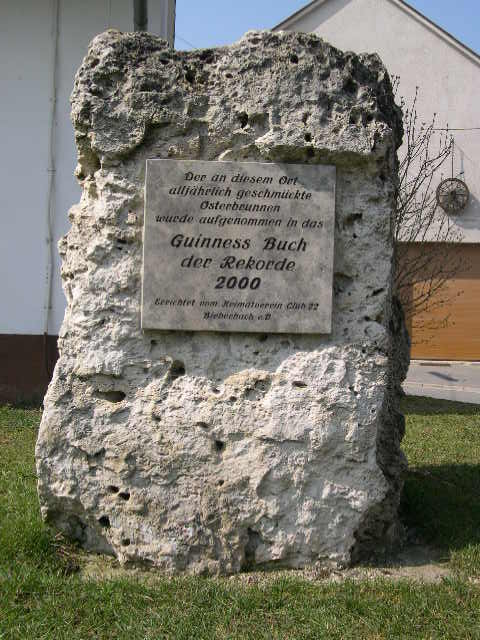 Der an diesem Ort
alljährlich geschmückte
Osterbrunnen
wurde aufgenommen in das
Guinness Buch
der Rekorde
2000
Errichtet vom Heimatverein Club 22
Bieberbach e.V.